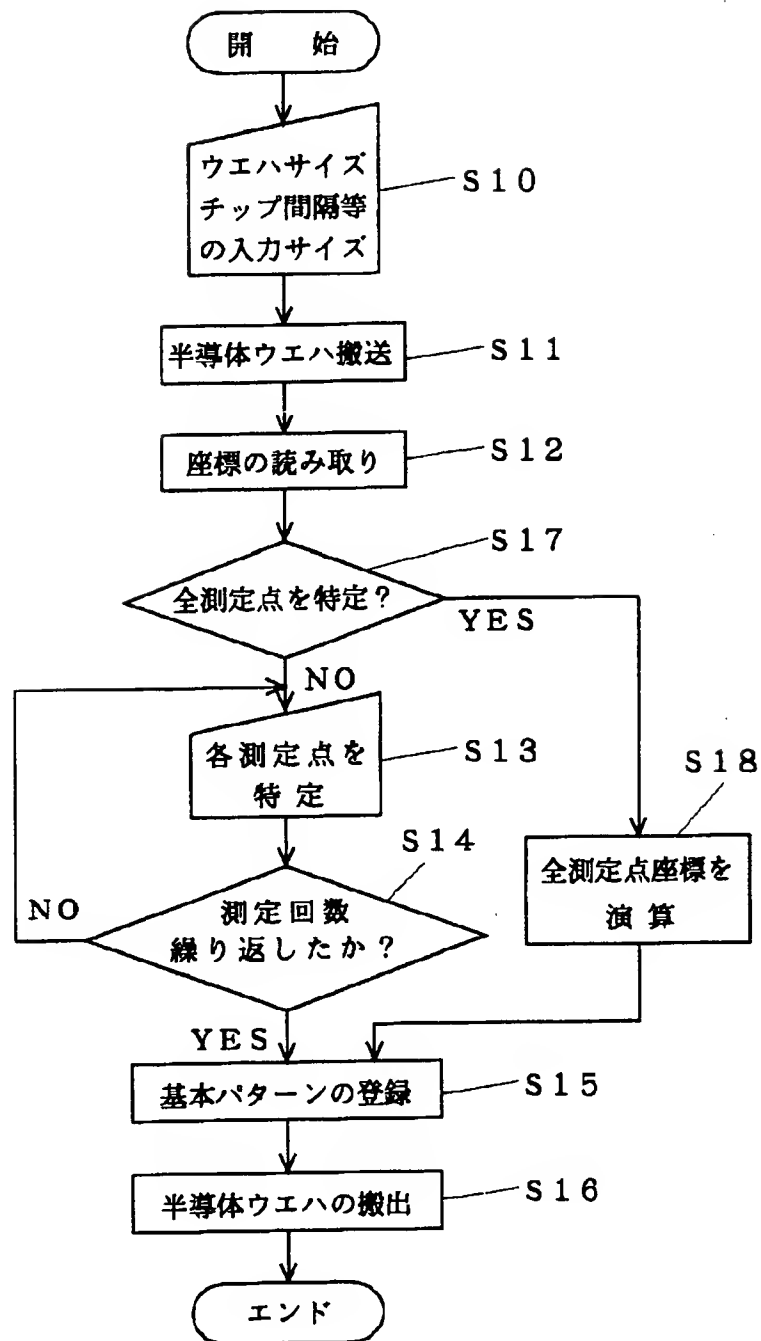 開 始
ウエハサイズ
チップ間隔等
の入力サイズ
S10
半導体ウエハ搬送
S11
座標の読み取り
S12
全測定点を特定?
S17
YES
NO
各測定点を
特定
S13
全測定点座標を
演算
S18
測定回数
繰り返したか?
S14
NO
YES
基本パターンの登録
S15
半導体ウエハの搬出
S16
エンド